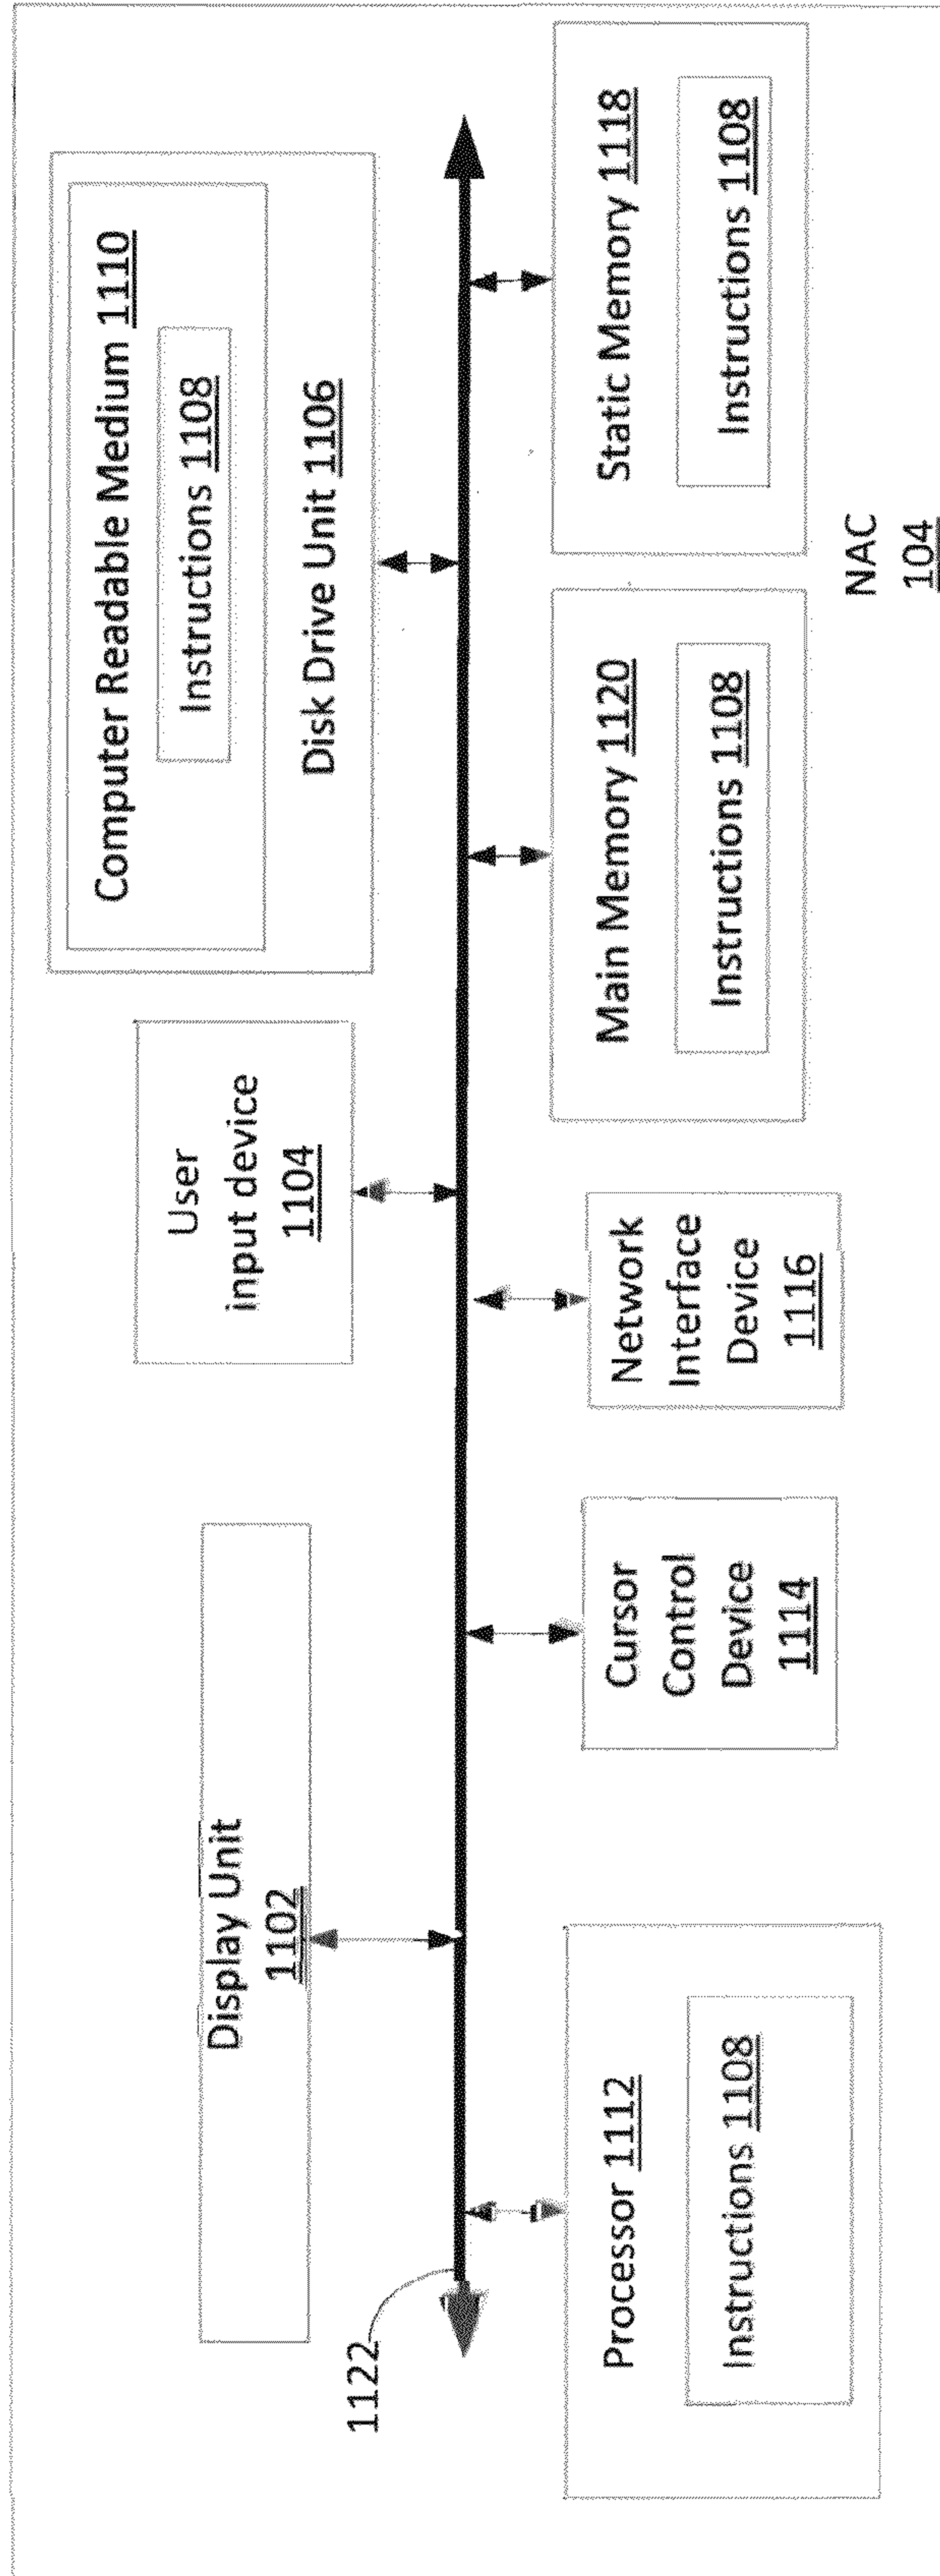 Display Unit
1102
User
input device
1104
Computer Readable Medium 1110
Instructions 1108
Disk Drive Unit 1106
1122
Processor 1112
Instructions 1108
Cursor
Control
Device
1114
Network
Interface
Device
1116
Main Memory 1120
Instructions 1108
Static Memory 1118
Instructions 1108
NAC
104